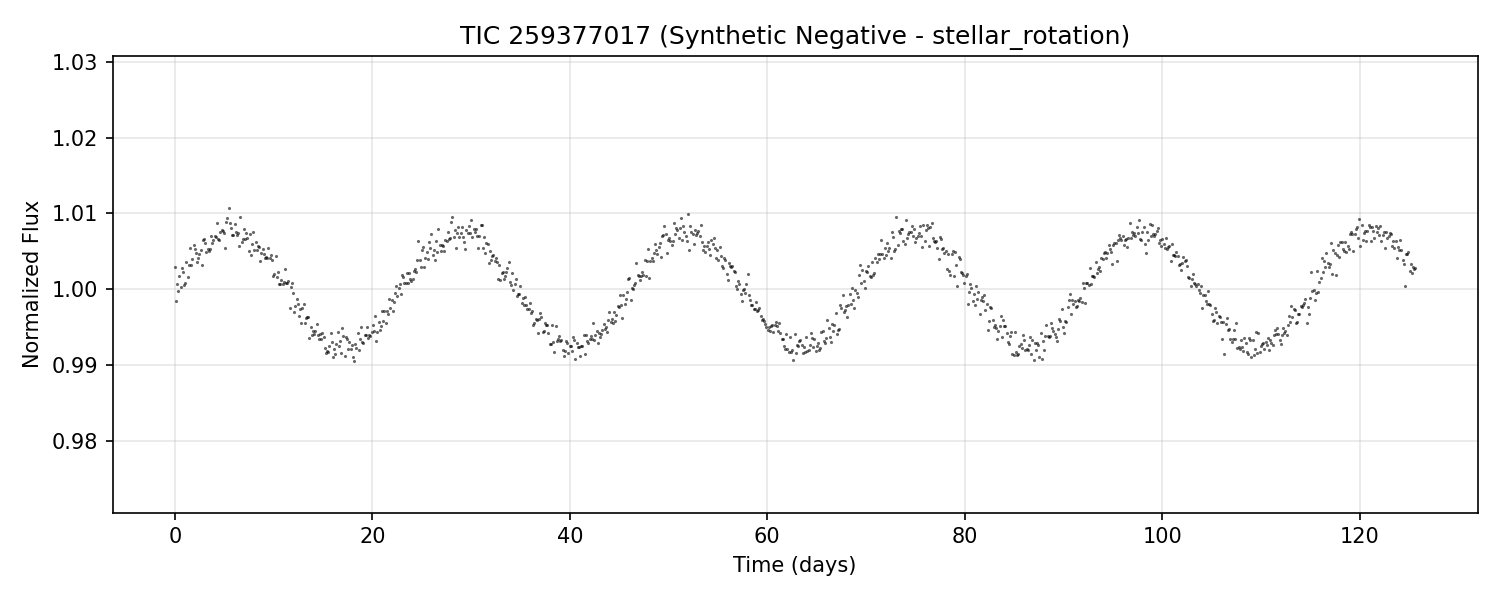 TIC 259377017 (Synthetic Negative - stellar_rotation)
Normalized Flux
1.03
1.02
1.01
1.00
0.99
0.98
0 20 40 60 80 100 120
Time (days)